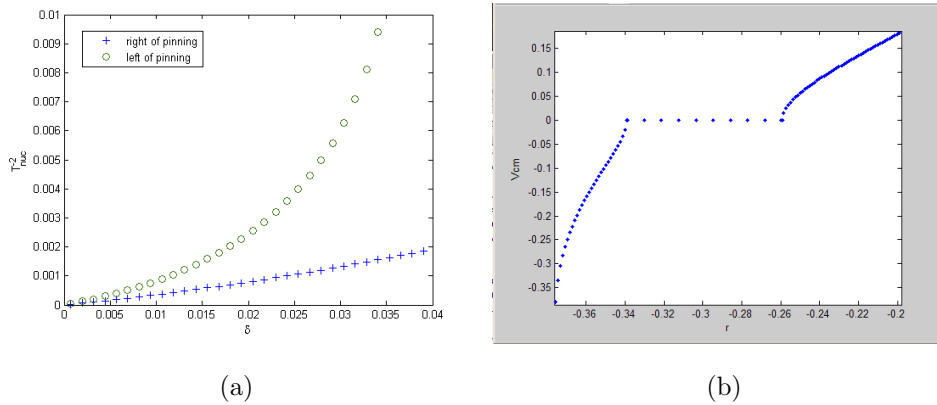 0.01
0.009
0.008
0.007
0.006
0.005
0.004
0.003
0.002
0.001
0
T⁻²nuc
+ right of pinning
○ left of pinning
0 0.005 0.01 0.015 0.02 0.025 0.03 0.035 0.04
δ
(a)
0.15
0.1
0.05
0
-0.05
-0.1
-0.15
-0.2
-0.25
-0.3
-0.35
Vcm
-0.36 -0.34 -0.32 -0.3 -0.28 -0.26 -0.24 -0.22 -0.2
r
(b)